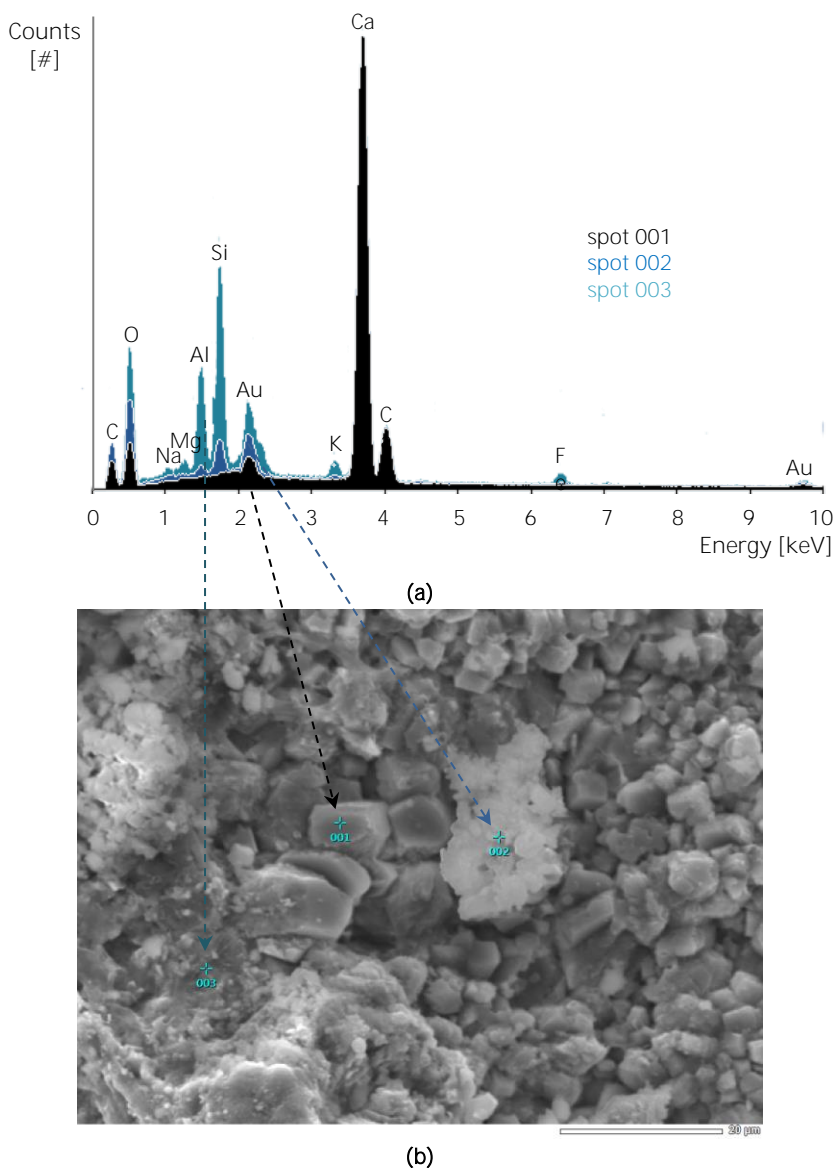 Counts
[#]
Ca
spot 001
spot 002
spot 003
Si
O
Al
Au
C
Na
Mg
K
C
F
e
Au
0 1 2 3 4 5 6 7 8 9 10
Energy [keV]
(a)
001
002
003
20 µm
(b)